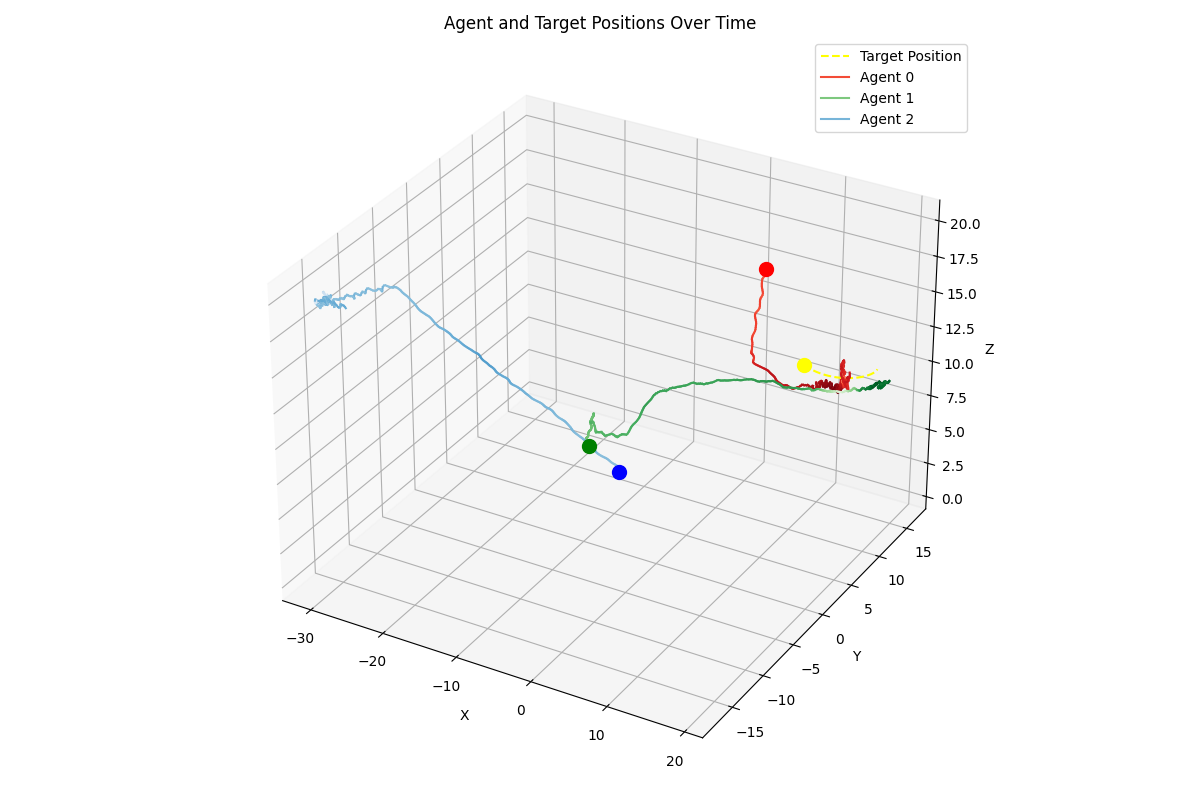 Agent and Target Positions Over Time
Target Position
Agent 0
Agent 1
Agent 2
20.0
17.5
15.0
12.5
10.0
7.5
5.0
2.5
0.0
Z
15
10
5
0
−5
−10
−15
Y
−30
−20
−10
0
10
20
X